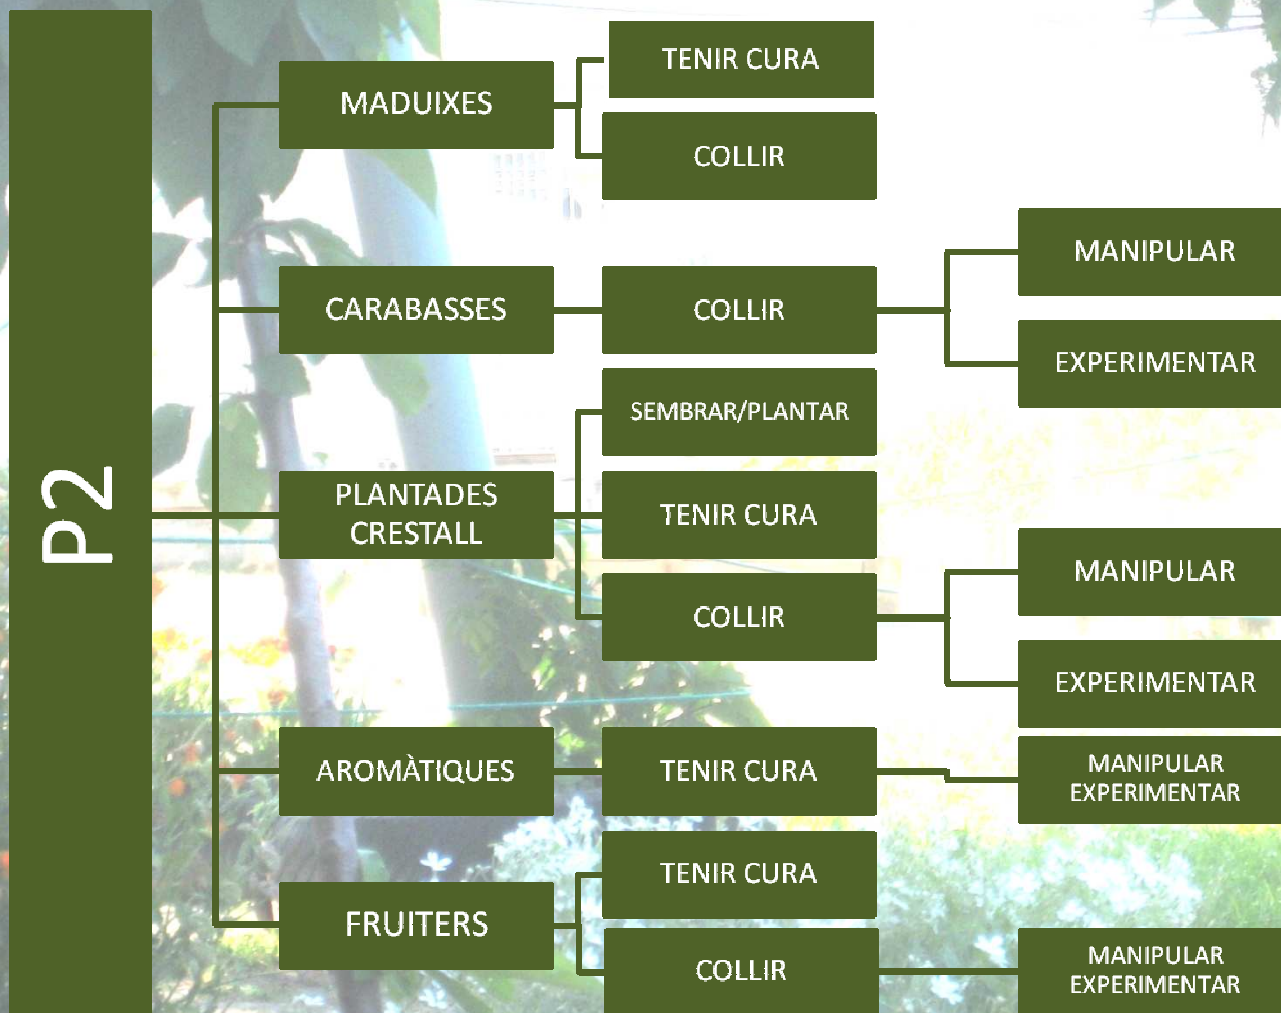 P2
MADUIXES
TENIR CURA
COLLIR
CARABASSES
COLLIR
MANIPULAR
EXPERIMENTAR
PLANTADES
CRESTALL
SEMBRAR/PLANTAR
TENIR CURA
COLLIR
MANIPULAR
EXPERIMENTAR
AROMÀTIQUES
TENIR CURA
MANIPULAR
EXPERIMENTAR
FRUITERS
TENIR CURA
COLLIR
MANIPULAR
EXPERIMENTAR